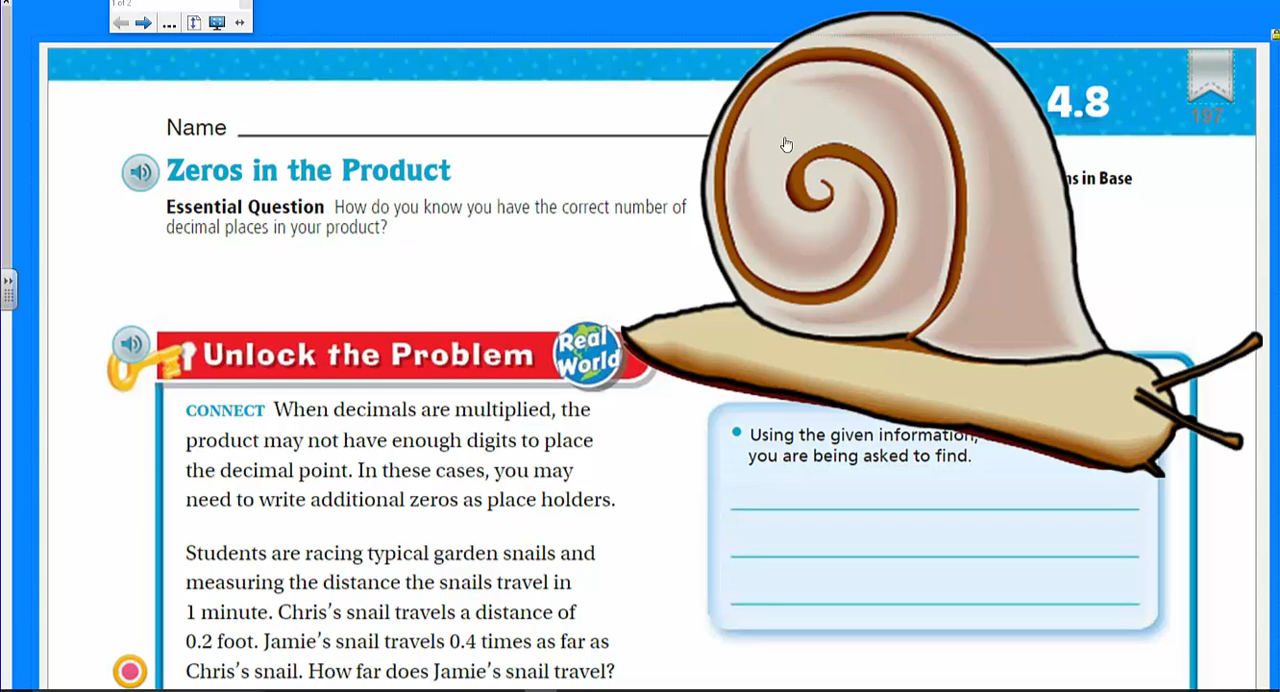 1 of 2
4.8
197
Name
Zeros in the Product
ns in Base
Essential Question How do you know you have the correct number of
decimal places in your product?
Unlock the Problem
Real
World
CONNECT When decimals are multiplied, the
product may not have enough digits to place
the decimal point. In these cases, you may
need to write additional zeros as place holders.
Students are racing typical garden snails and
measuring the distance the snails travel in
1 minute. Chris's snail travels a distance of
0.2 foot. Jamie's snail travels 0.4 times as far as
Chris's snail. How far does Jamie's snail travel?
• Using the given information,
you are being asked to find.